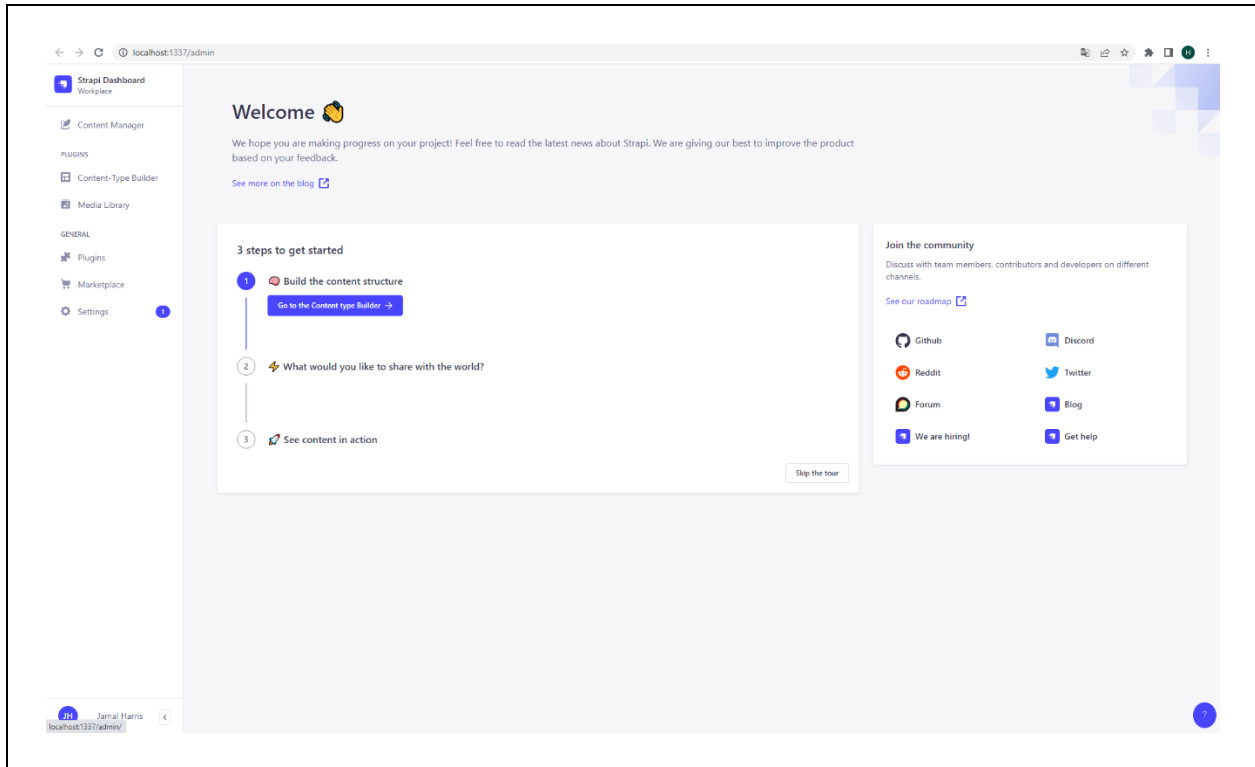 localhost:1337/admin
H
Strapi Dashboard
Workplace
Content Manager
PLUGINS
Content-Type Builder
Media Library
GENERAL
Plugins
Marketplace
Settings 1
JH Jamal Harris
localhost:1337/admin/
Welcome 👋
We hope you are making progress on your project! Feel free to read the latest news about Strapi. We are giving our best to improve the product
based on your feedback.
See more on the blog
3 steps to get started
1 🧠 Build the content structure
Go to the Content type Builder →
2 ⚡ What would you like to share with the world?
3 🚀 See content in action
Skip the tour
Join the community
Discuss with team members, contributors and developers on different
channels.
See our roadmap
Github Discord
Reddit Twitter
Forum Blog
We are hiring! Get help
?